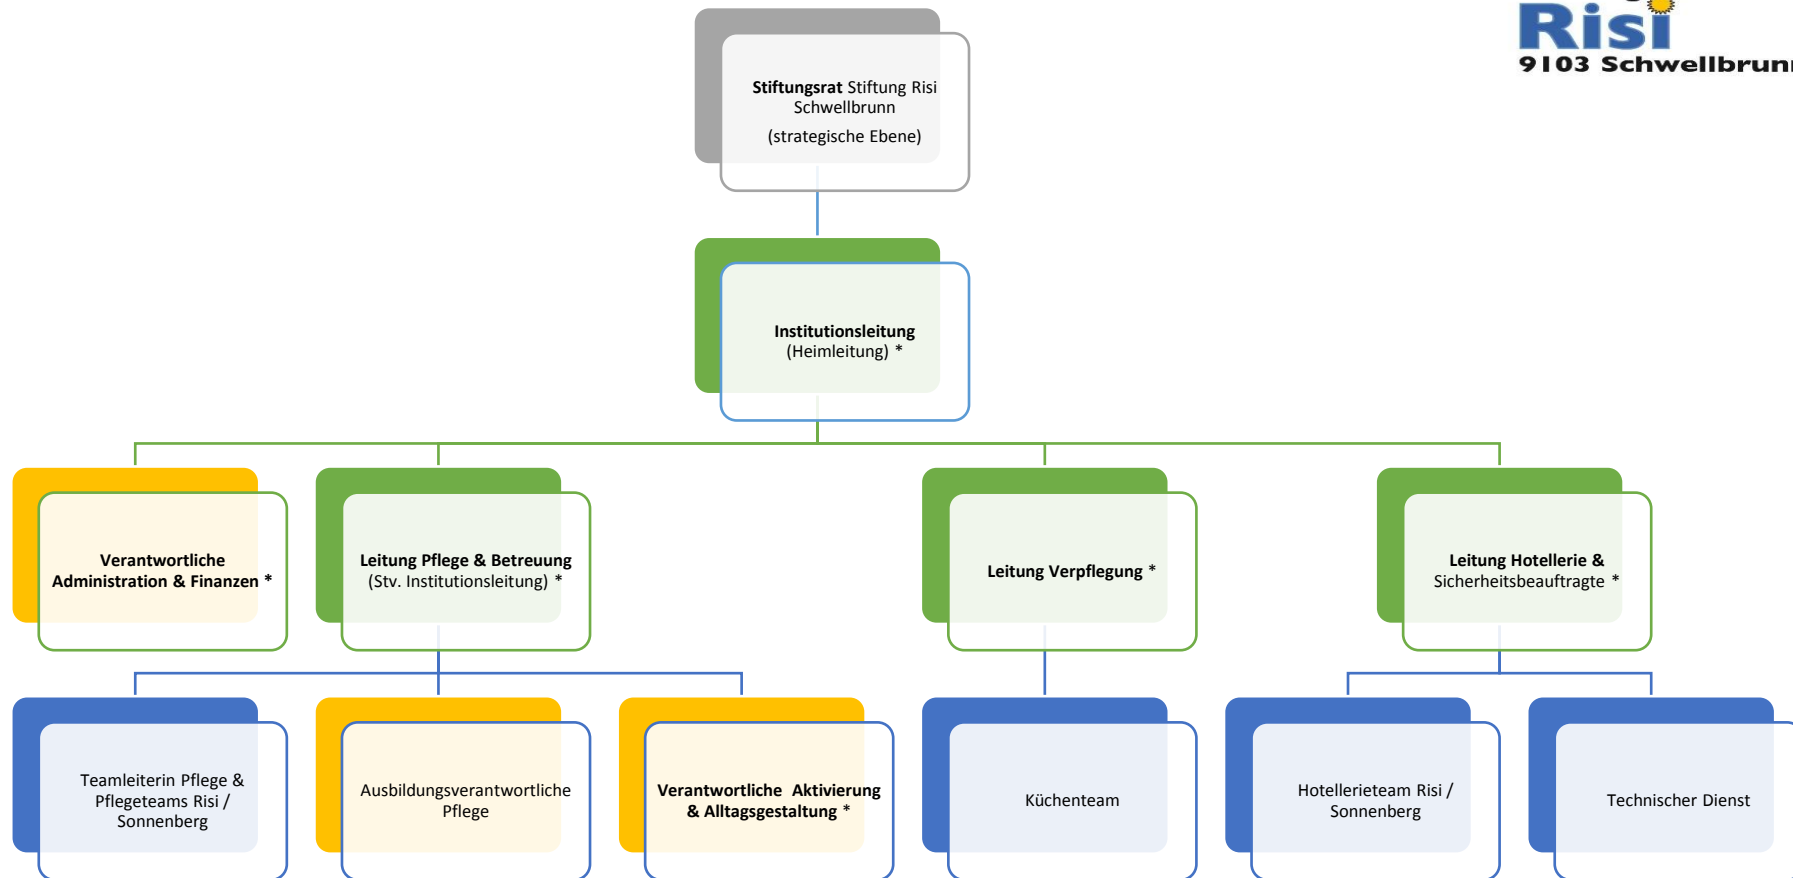 Risi
9103 Schwellbrunn
Stiftungsrat Stiftung Risi
Schwellbrunn
(strategische Ebene)
Institutionsleitung
(Heimleitung) *
Verantwortliche
Administration & Finanzen *
Leitung Pflege & Betreuung
(Stv. Institutionsleitung) *
Leitung Verpflegung *
Leitung Hotellerie &
Sicherheitsbeauftragte *
Teamleiterin Pflege &
Pflegeteams Risi /
Sonnenberg
Ausbildungsverantwortliche
Pflege
Verantwortliche Aktivierung
& Alltagsgestaltung *
Küchenteam
Hotellerieteam Risi /
Sonnenberg
Technischer Dienst